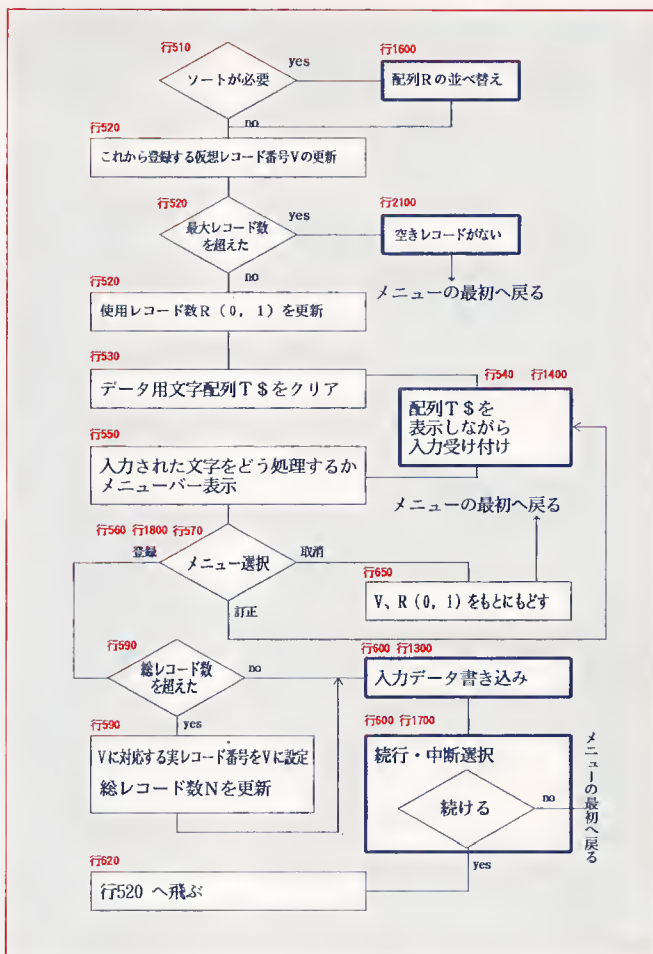 行510
yes
ソートが必要
行1600
配列Rの並べ替え
no
行520
これから登録する仮想レコード番号Vの更新
行520
yes
最大レコード数
を超えた
行2100
空きレコードがない
no
メニューの最初へ戻る
行520
使用レコード数R（0，1）を更新
行530
データ用文字配列T＄をクリア
行540 行1400
配列T＄を
表示しながら
入力受け付け
行550
入力された文字をどう処理するか
メニューバー表示
メニューの最初へ戻る
行560 行1800 行570
登録
メニュー選択
取消
訂正
行650
V、R（0，1）をもとにもどす
行590
総レコード数
を超えた
no
yes
行600 行1300
入力データ書き込み
行590
Vに対応する実レコード番号をVに設定
総レコード数Nを更新
行600 行1700
続行・中断選択
続ける
no
メニューの最初へ戻る
yes
行620
行520 へ飛ぶ